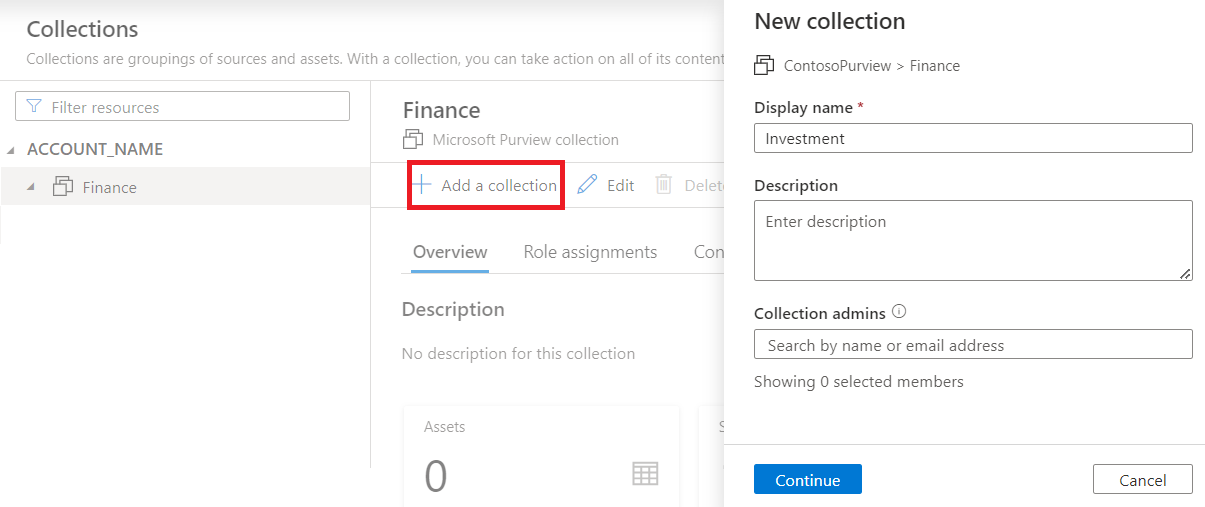 Collections
Collections are groupings of sources and assets. With a collection, you can take action on all of its content
Filter resources
ACCOUNT_NAME
Finance
Finance
Microsoft Purview collection
Add a collection
Edit
Delete
Overview
Role assignments
Con
Description
No description for this collection
Assets
0
S
New collection
ContosoPurview > Finance
Display name *
Investment
Description
Enter description
Collection admins
Search by name or email address
Showing 0 selected members
Continue
Cancel